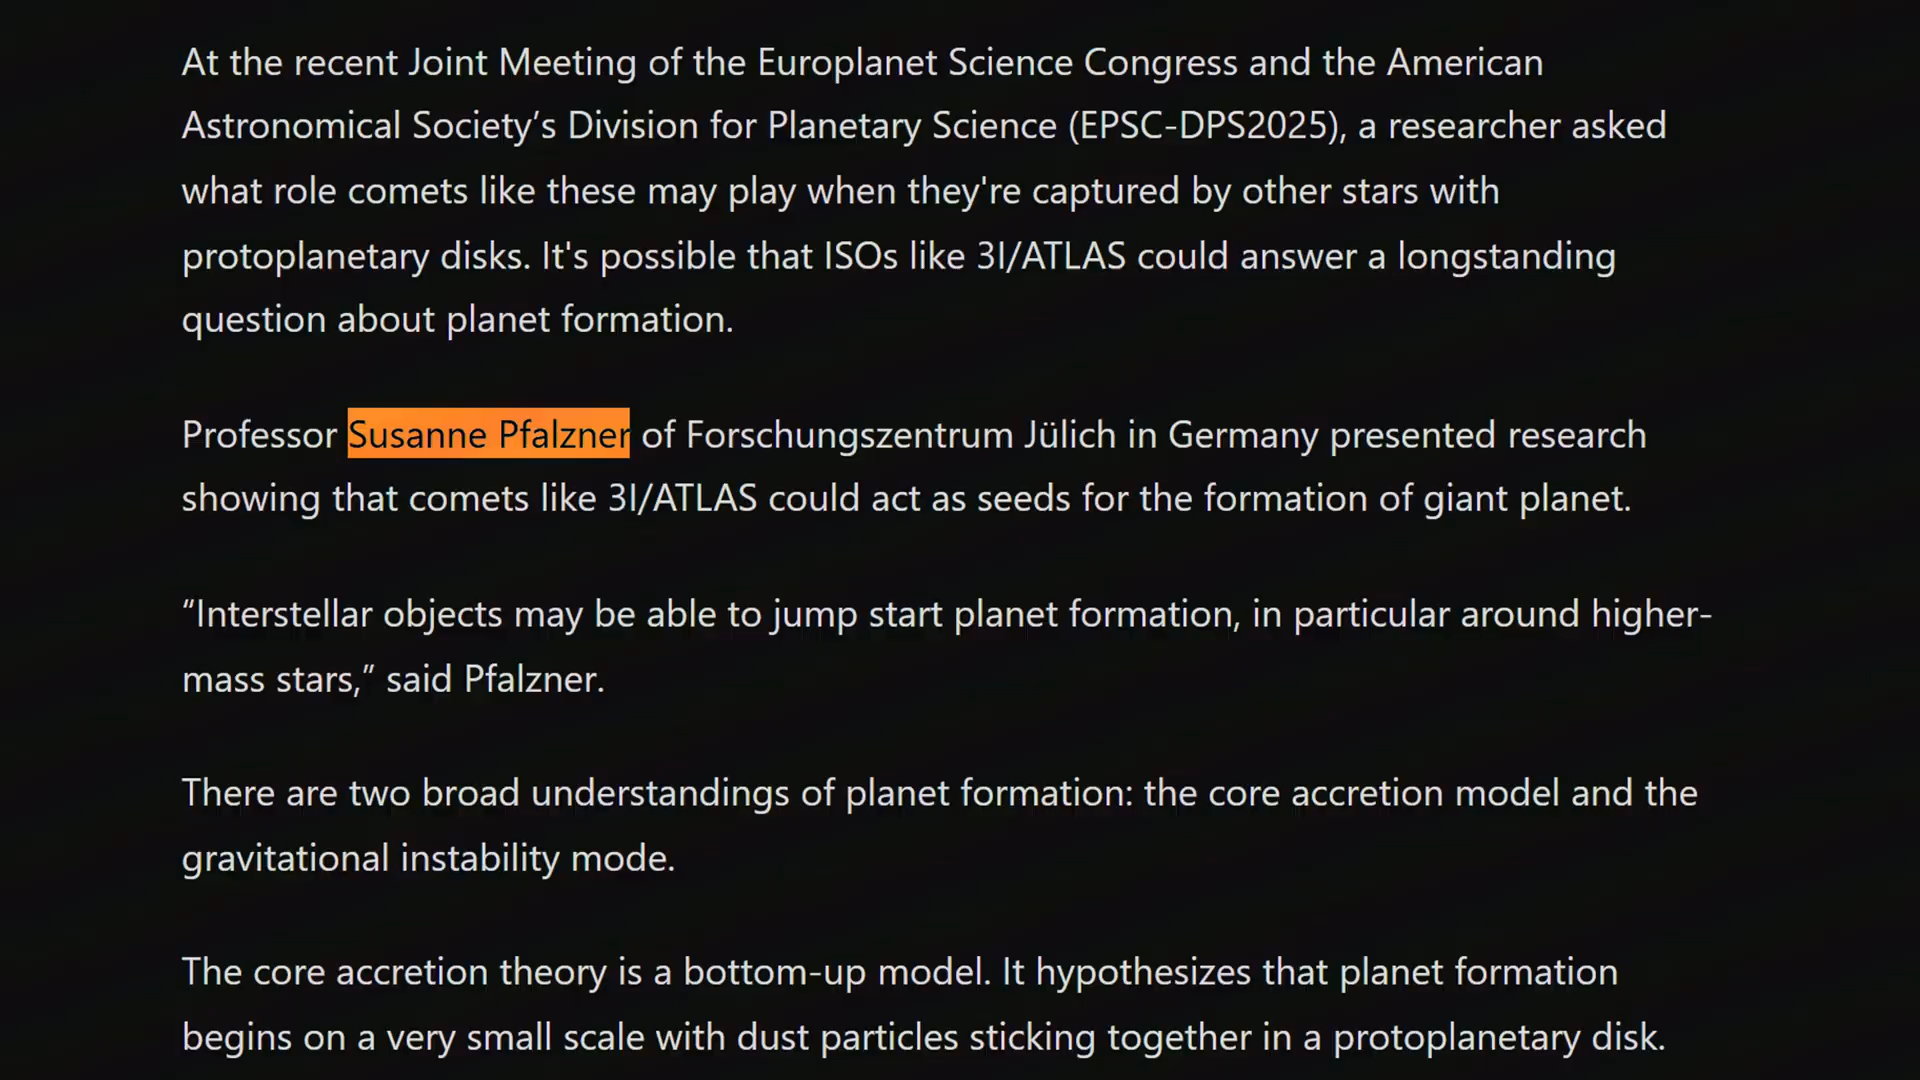 At the recent Joint Meeting of the Europlanet Science Congress and the American
Astronomical Society’s Division for Planetary Science (EPSC-DPS2025), a researcher asked
what role comets like these may play when they're captured by other stars with
protoplanetary disks. It's possible that ISOs like 3I/ATLAS could answer a longstanding
question about planet formation.
Professor Susanne Pfalzner of Forschungszentrum Jülich in Germany presented research
showing that comets like 3I/ATLAS could act as seeds for the formation of giant planet.
“Interstellar objects may be able to jump start planet formation, in particular around higher-
mass stars,” said Pfalzner.
There are two broad understandings of planet formation: the core accretion model and the
gravitational instability mode.
The core accretion theory is a bottom-up model. It hypothesizes that planet formation
begins on a very small scale with dust particles sticking together in a protoplanetary disk.